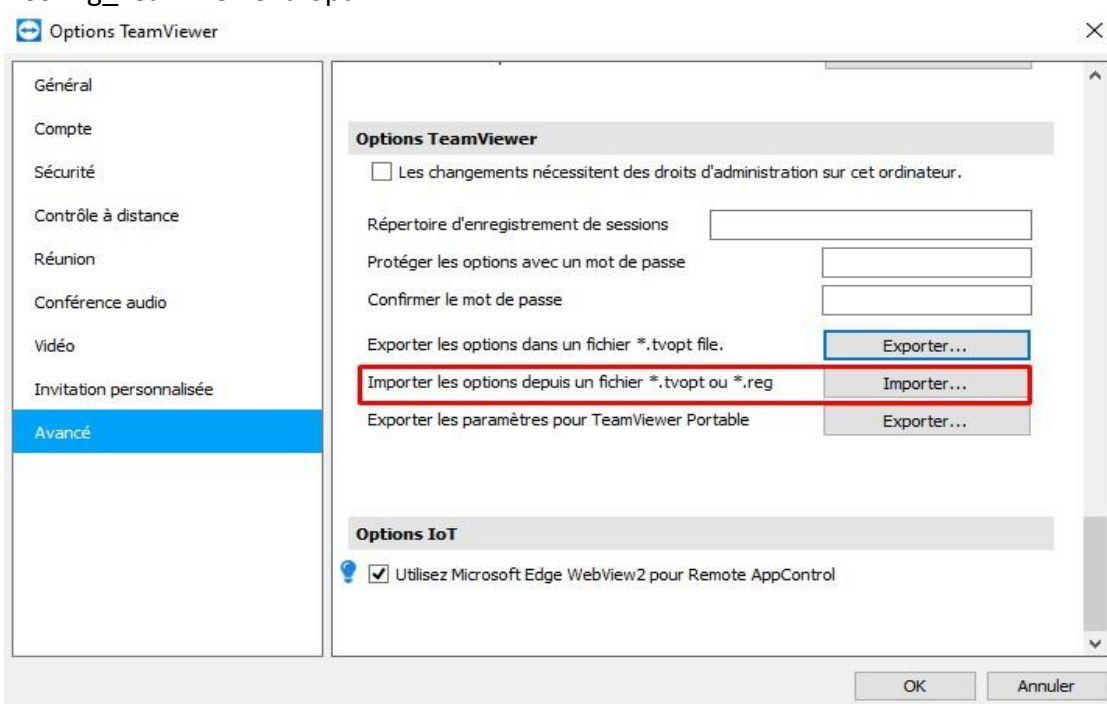 Options TeamViewer
Général
Compte
Sécurité
Contrôle à distance
Réunion
Conférence audio
Vidéo
Invitation personnalisée
Avancé
Options TeamViewer
Les changements nécessitent des droits d'administration sur cet ordinateur.
Répertoire d'enregistrement de sessions
Protéger les options avec un mot de passe
Confirmer le mot de passe
Exporter les options dans un fichier *.tvopt file. Exporter...
Importer les options depuis un fichier *.tvopt ou *.reg Importer...
Exporter les paramètres pour TeamViewer Portable Exporter...
Options IoT
Utilisez Microsoft Edge WebView2 pour Remote AppControl
OK Annuler